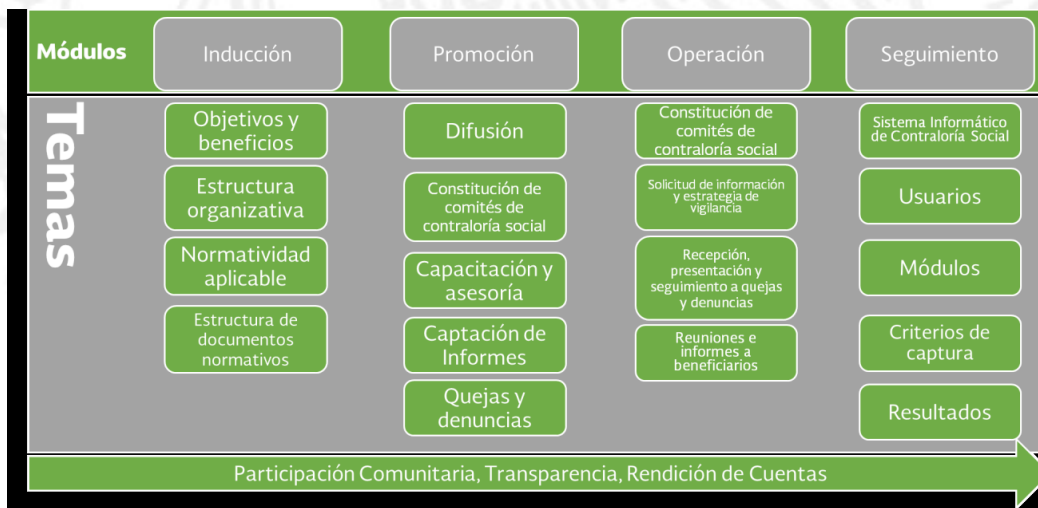 Módulos
Inducción
Promoción
Operación
Seguimiento
Temas
Objetivos y
beneficios
Estructura
organizativa
Normatividad
aplicable
Estructura de
documentos
normativos
Difusión
Constitución de
comités de
contraloría social
Capacitación y
asesoría
Captación de
Informes
Quejas y
denuncias
Constitución de
comités de
contraloría social
Solicitud de información
y estrategia de
vigilancia
Recepción,
presentación y
seguimiento a quejas
y denuncias
Reuniones e
informes a
beneficiarios
Sistema Informático
de Contraloría Social
Usuarios
Módulos
Criterios de
captura
Resultados
Participación Comunitaria, Transparencia, Rendición de Cuentas